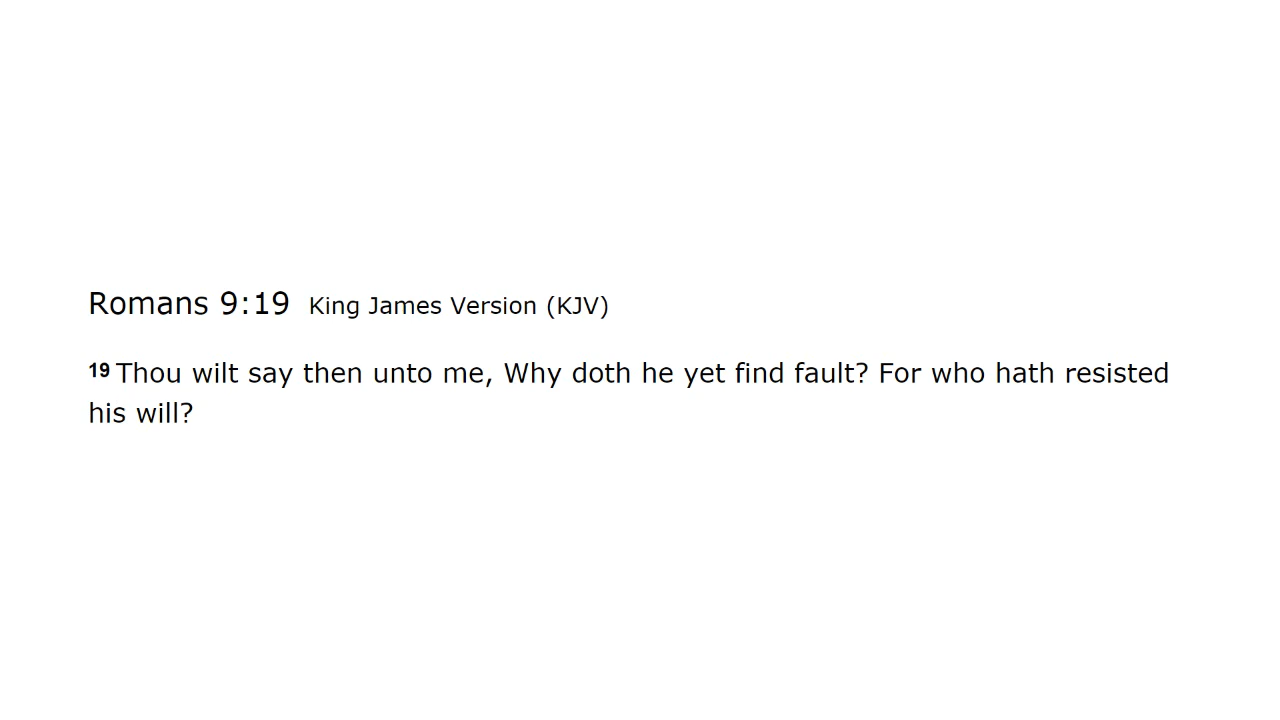 Romans 9:19 King James Version (KJV)
19 Thou wilt say then unto me, Why doth he yet find fault? For who hath resisted
his will?